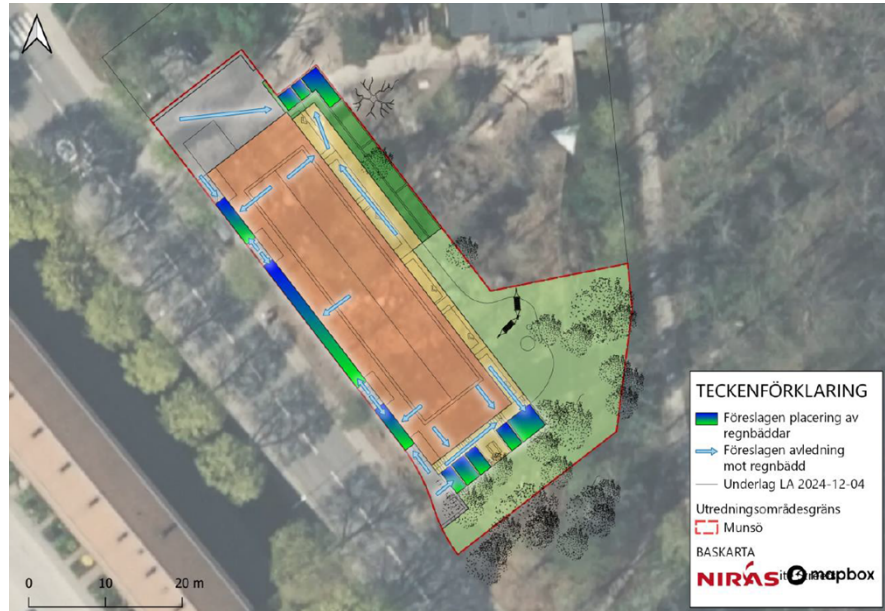 TECKENFÖRKLARING
Föreslagen placering av
regnbäddar
Föreslagen avledning
mot regnbädd
Underlag LA 2024-12-04
Utredningsområdesgräns
Munsö
BASKARTA
NIRÁS mapbox
0 10 20 m